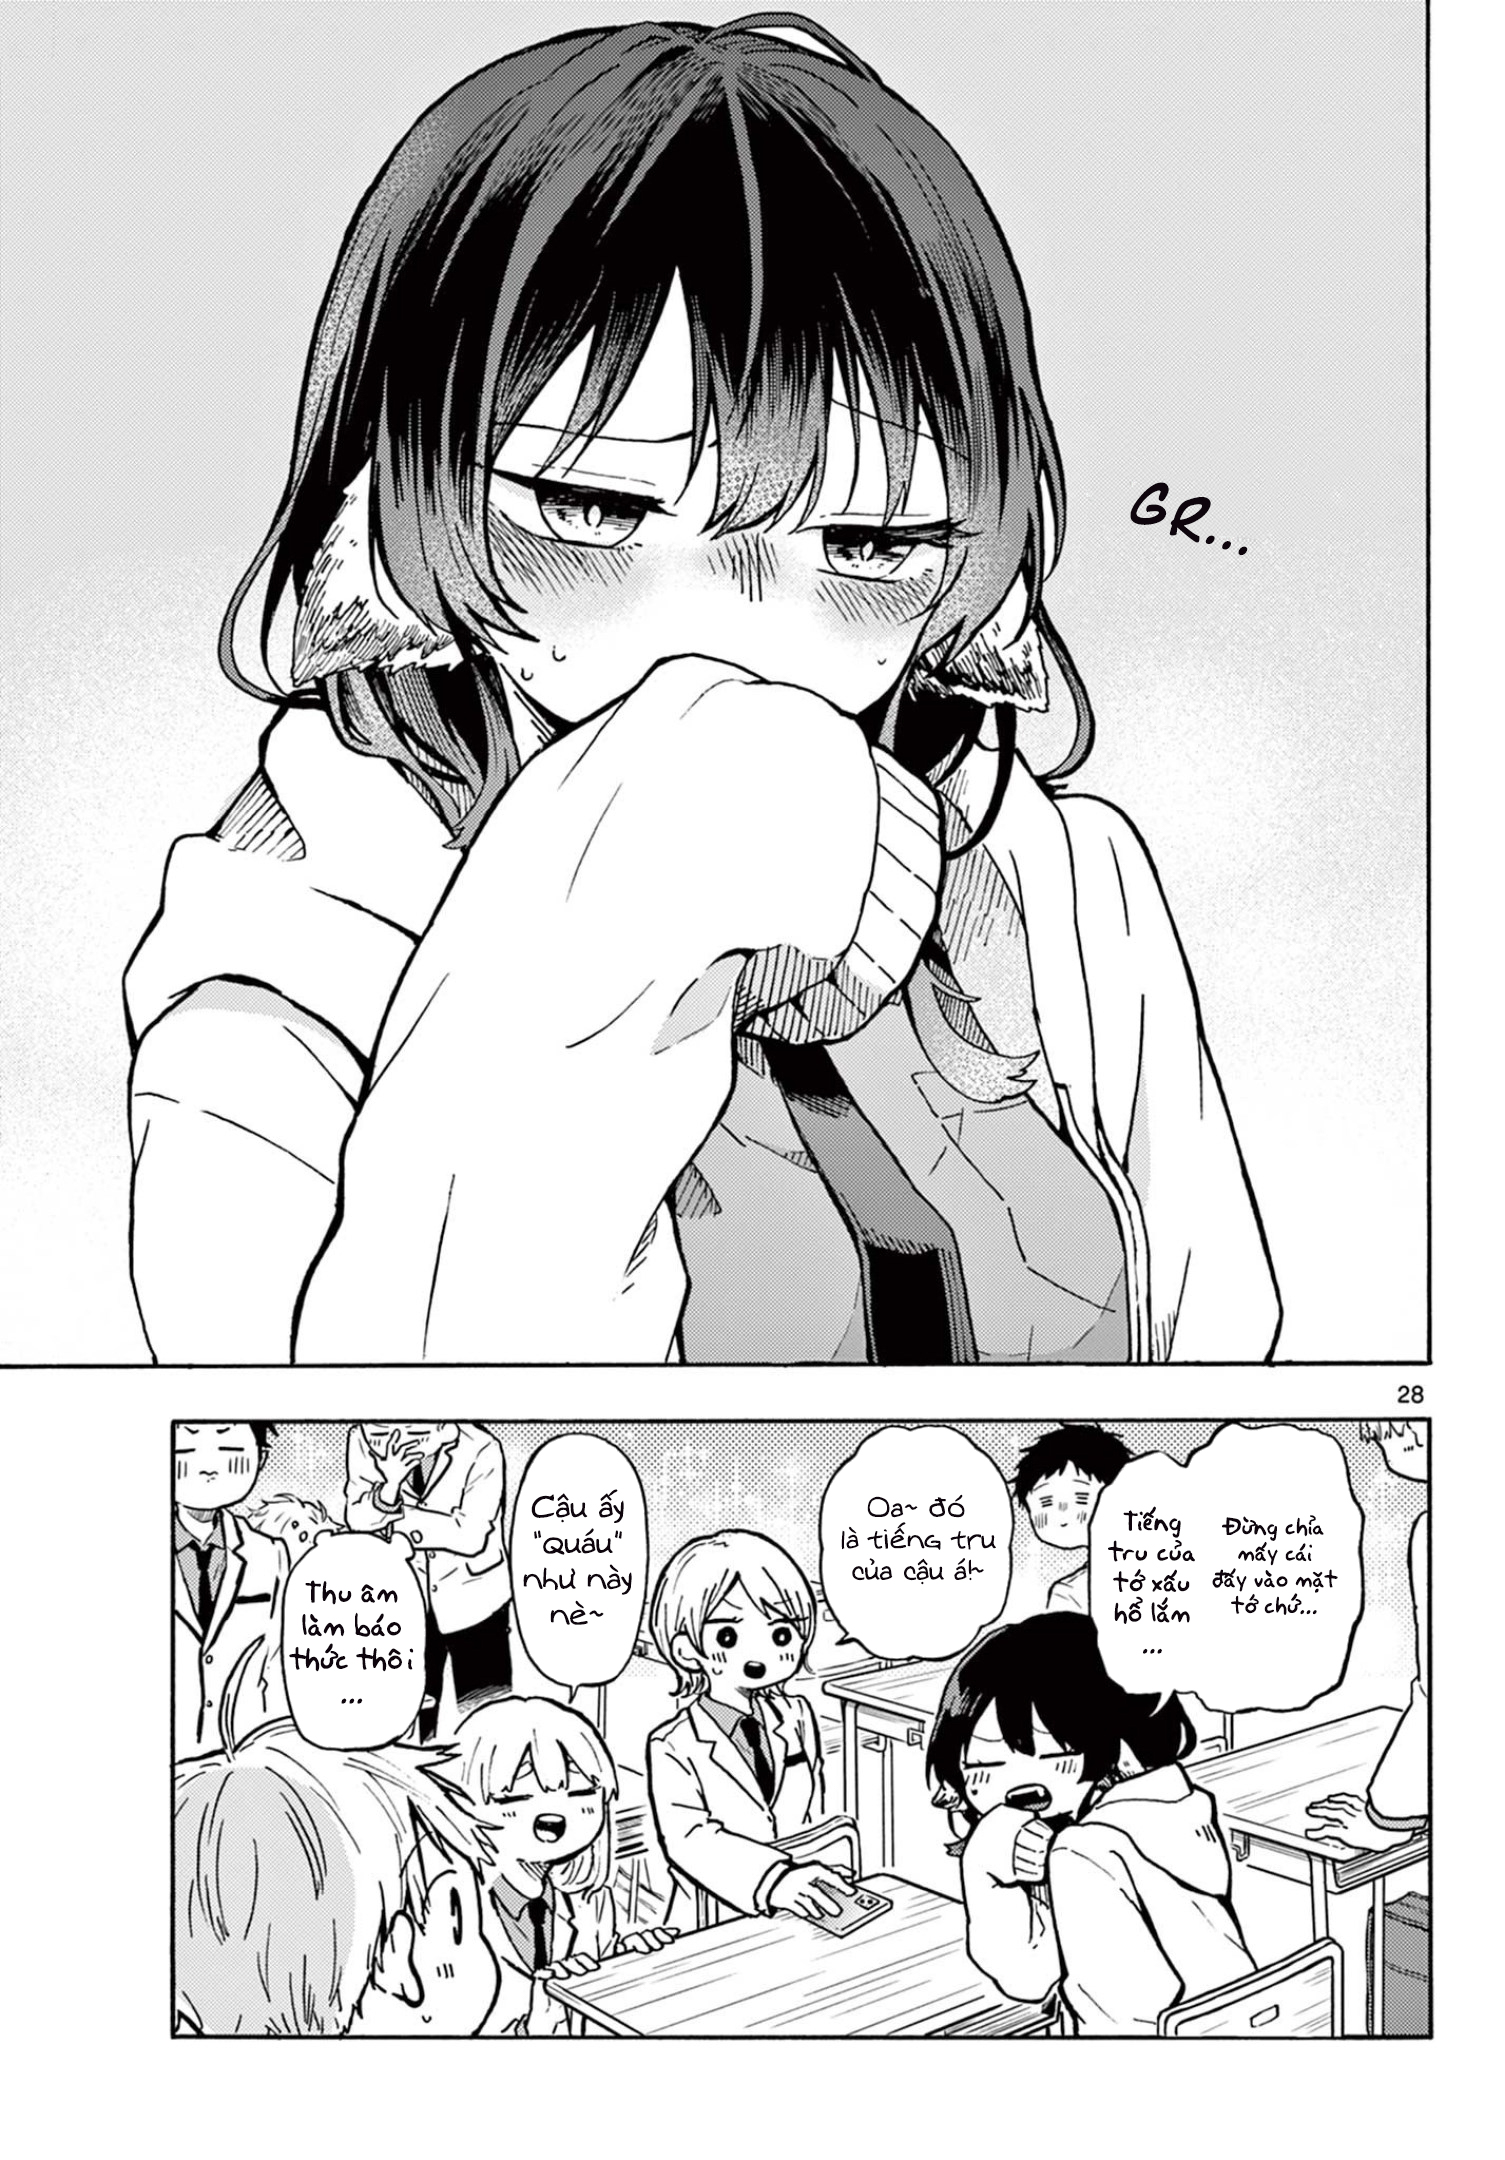 GR...
28
Đừng chỉa
mấy cái
đấy vào mặt
tớ chứ...
Tiếng
tru của
tớ xấu
hổ lắm
...
Oa~ đó
là tiếng tru
của cậu á!~
Cậu ấy
"Quáu"
như này
nè~
Thu âm
làm báo
thức thôi
...